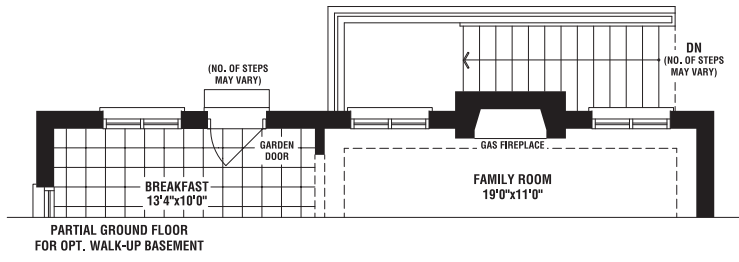 DN
(NO. OF STEPS
MAY VARY)
(NO. OF STEPS
MAY VARY)
GARDEN
DOOR
GAS FIREPLACE
BREAKFAST
13'4"x10'0"
FAMILY ROOM
19'0"x11'0"
PARTIAL GROUND FLOOR
FOR OPT. WALK-UP BASEMENT